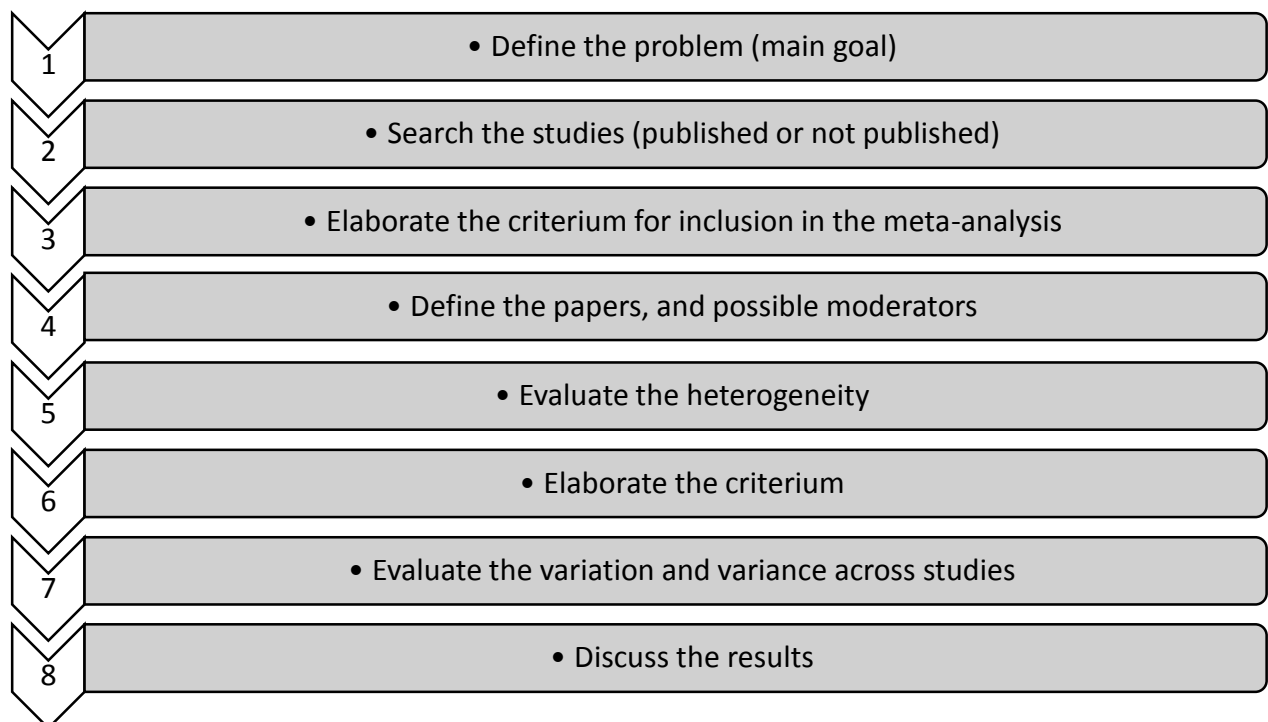 1 • Define the problem (main goal)
2 • Search the studies (published or not published)
3 • Elaborate the criterium for inclusion in the meta-analysis
4 • Define the papers, and possible moderators
5 • Evaluate the heterogeneity
6 • Elaborate the criterium
7 • Evaluate the variation and variance across studies
8 • Discuss the results